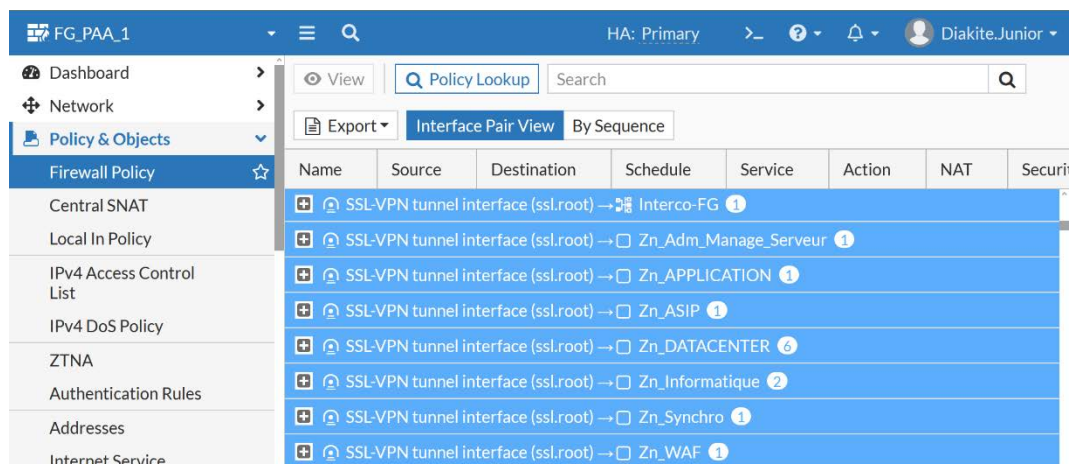 FG_PAA_1
HA: Primary
>_
Diakite.Junior
Dashboard
Network
Policy & Objects
Firewall Policy
Central SNAT
Local In Policy
IPv4 Access Control
List
IPv4 DoS Policy
ZTNA
Authentication Rules
Addresses
Internet Service
View
Policy Lookup
Search
Export
Interface Pair View
By Sequence
Name Source Destination Schedule Service Action NAT Securi
SSL-VPN tunnel interface (ssl.root) → Interco-FG 1
SSL-VPN tunnel interface (ssl.root) → Zn_Adm_Manage_Serveur 1
SSL-VPN tunnel interface (ssl.root) → Zn_APPLICATION 1
SSL-VPN tunnel interface (ssl.root) → Zn_ASIP 1
SSL-VPN tunnel interface (ssl.root) → Zn_DATACENTER 6
SSL-VPN tunnel interface (ssl.root) → Zn_Informatique 2
SSL-VPN tunnel interface (ssl.root) → Zn_Synchro 1
SSL-VPN tunnel interface (ssl.root) → Zn_WAF 1